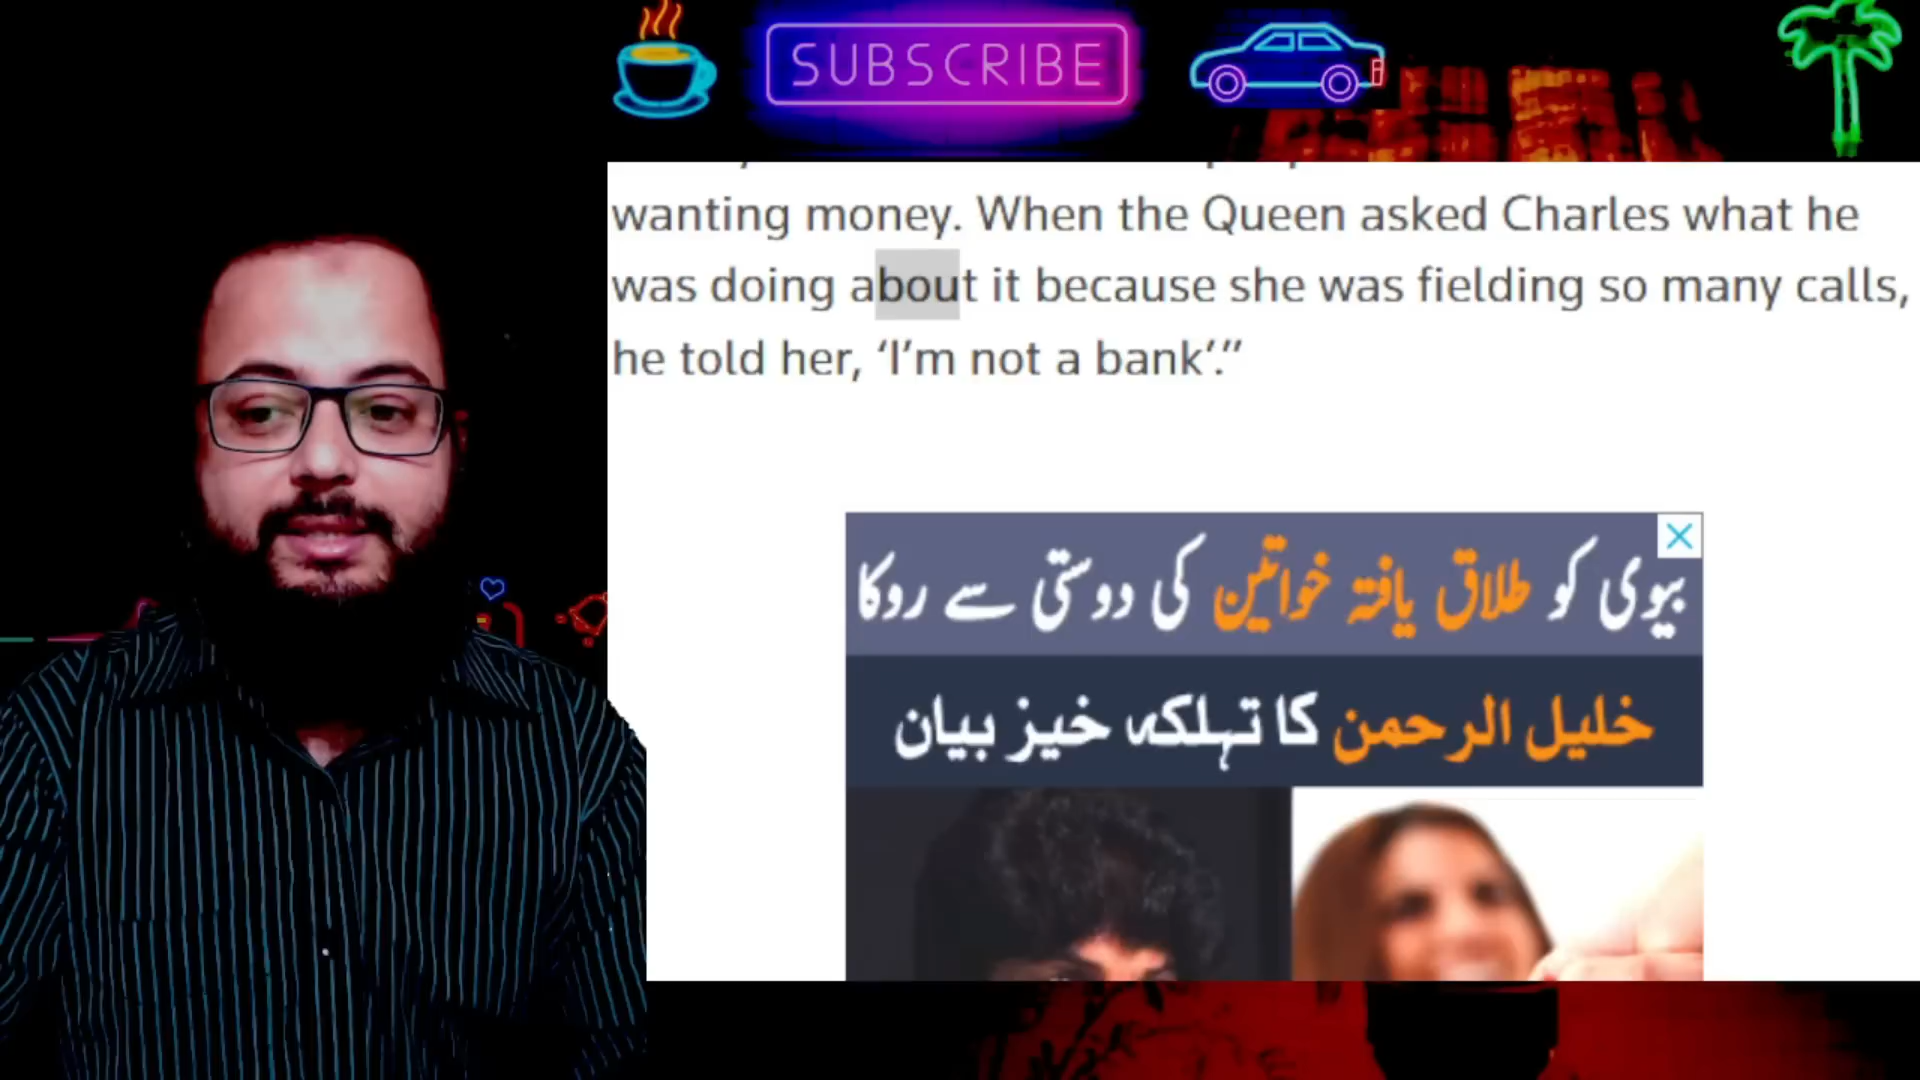 SUBSCRIBE
wanting money. When the Queen asked Charles what he
was doing about it because she was fielding so many calls,
he told her, ‘I’m not a bank’.”
بیوی کو طلاق یافتہ خواتین کی دوستی سے روکا
خلیل الرحمن کا تہلکہ خیز بیان